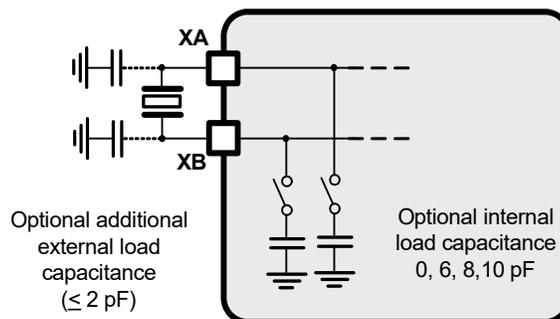 XA
XB
Optional additional
external load
capacitance
(≤ 2 pF)
Optional internal
load capacitance
0, 6, 8,10 pF